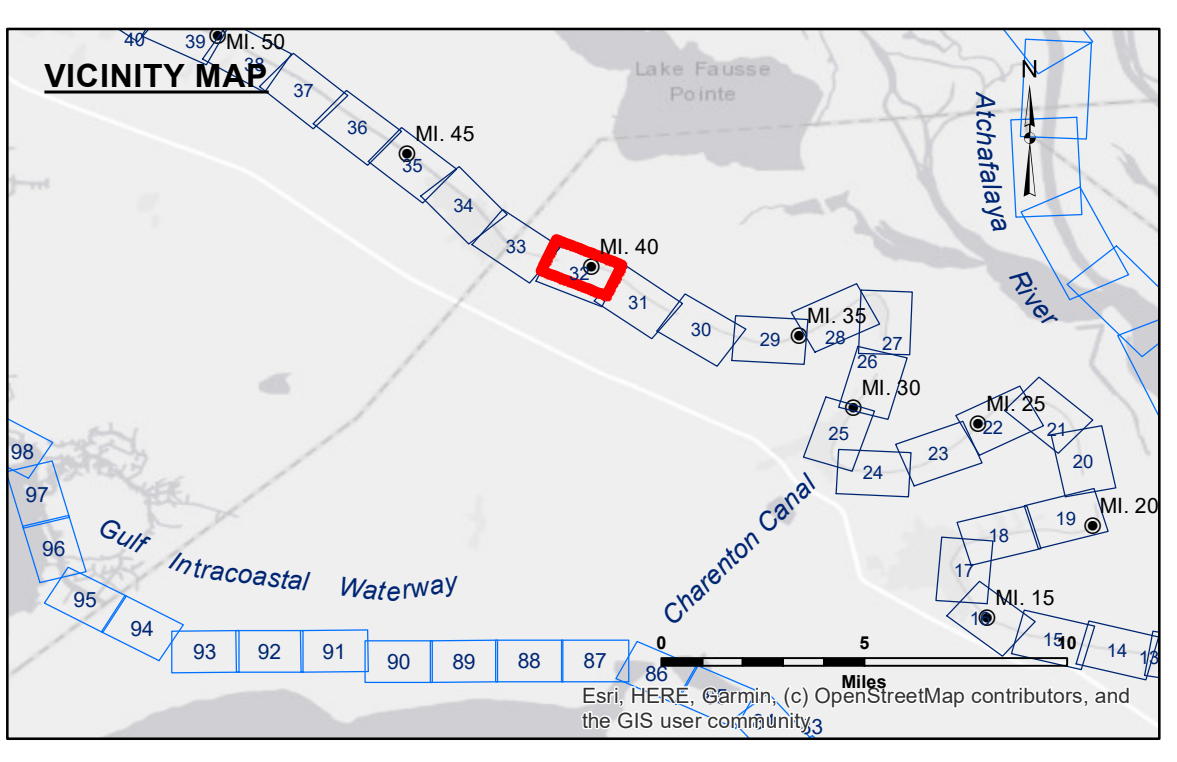 VICINITY MAP
40
39
MI. 50
38
37
36
MI. 45
35
34
33
MI. 40
32
31
30
29
MI. 35
28
27
26
MI. 30
25
24
23
MI. 25
22
21
20
MI. 20
19
18
17
MI. 15
15
14
13
Lake Fausse
Pointe
N
Atchafalaya
River
Charenton Canal
Gulf Intracoastal Waterway
98
97
96
95
94
93
92
91
90
89
88
87
86
0 5 10
Miles
Esri, HERE, Garmin, (c) OpenStreetMap contributors, and
the GIS user community